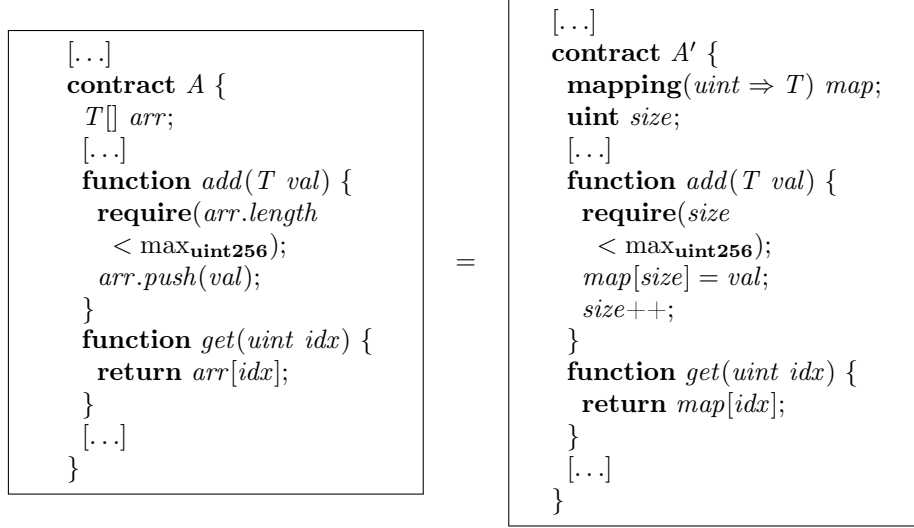 [...]
contract A {
T[] arr;
[...]
function add(T val) {
require(arr.length
< max_uint256);
arr.push(val);
}
function get(uint idx) {
return arr[idx];
}
[...]
}
=
[...]
contract A′ {
mapping(uint ⇒ T) map;
uint size;
[...]
function add(T val) {
require(size
< max_uint256);
map[size] = val;
size++;
}
function get(uint idx) {
return map[idx];
}
[...]
}